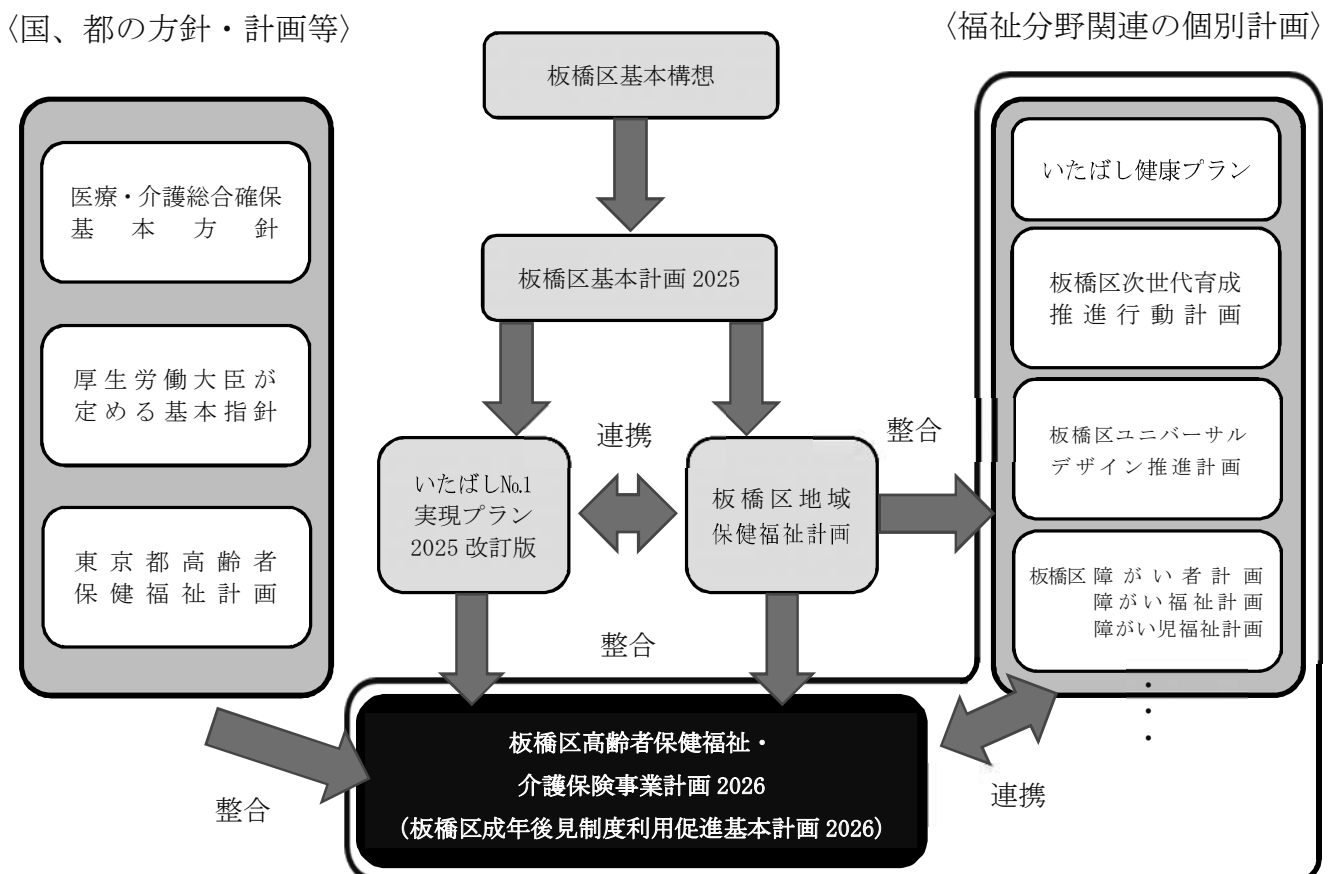 〈国、都の方針・計画等〉
医療・介護総合確保
基本方針
厚生労働大臣が
定める基本指針
東京都高齢者
保健福祉計画
整合
板橋区基本構想
板橋区基本計画 2025
いたばし№1
実現プラン
2025 改訂版
連携
板橋区地域
保健福祉計画
整合
整合
板橋区高齢者保健福祉・
介護保険事業計画 2026
(板橋区成年後見制度利用促進基本計画 2026)
〈福祉分野関連の個別計画〉
いたばし健康プラン
板橋区次世代育成
推進行動計画
板橋区ユニバーサル
デザイン推進計画
板橋区 障がい者計画
障がい福祉計画
障がい児福祉計画
・
・
・
連携